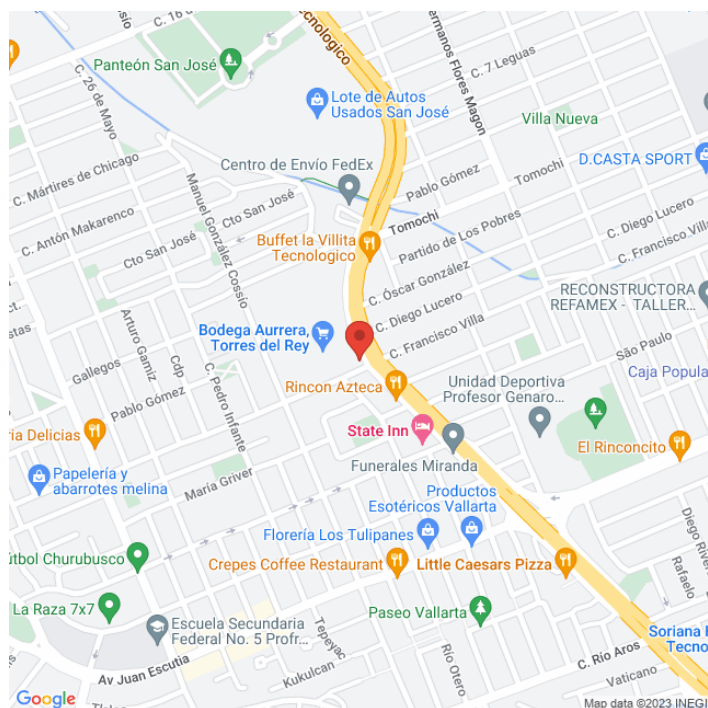 Cossío
C. 16 de
Panteón San José
Tecnologico
Hermanos Flores Magon
C. 7 Leguas
C. 26 de Mayo
Lote de Autos
Usados San José
Villa Nueva
D.CASTA SPORT
C. Mártires de Chicago
Centro de Envío FedEx
Manuel González Cossío
Pablo Gómez
Tomochi
Cto San José
C. Antón Makarenco
Tomochi
Partido de Los Pobres
C. Diego Lucero
C. Francisco Villa
Cto San José
Buffet la Villita
Tecnologico
C. Óscar González
RECONSTRUCTORA
REFAMEX - TALLER...
C. Diego Lucero
Arturo Gamiz
Bodega Aurrera,
Torres del Rey
C. Francisco Villa
São Paulo
Gallegos
Cdp
C. Pedro Infante
Pablo Gómez
Rincon Azteca
Unidad Deportiva
Profesor Genaro...
Caja Popula
ria Delicias
State Inn
El Rinconcito
Funerales Miranda
Papelería y
abarrotes melina
María Griver
Productos
Esotéricos Vallarta
Florería Los Tulipanes
Diego River
Rafaelo
útbol Churubusco
Crepes Coffee Restaurant
Little Caesars Pizza
La Raza 7x7
Escuela Secundaria
Federal No. 5 Profr...
Tepeyac
Paseo Vallarta
Soriana H
Tecno
Av Juan Escutia
Kukulcan
Río Otero
C. Río Aros
Vaticano
Google
Map data ©2023 INEGI